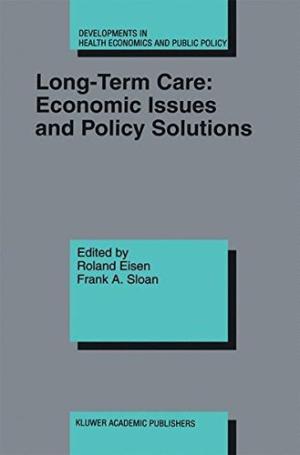 DEVELOPMENTS IN
HEALTH ECONOMICS AND PUBLIC POLICY
Long-Term Care:
Economic Issues
and Policy Solutions
Edited by
Roland Eisen
Frank A. Sloan
KLUWER ACADEMIC PUBLISHERS